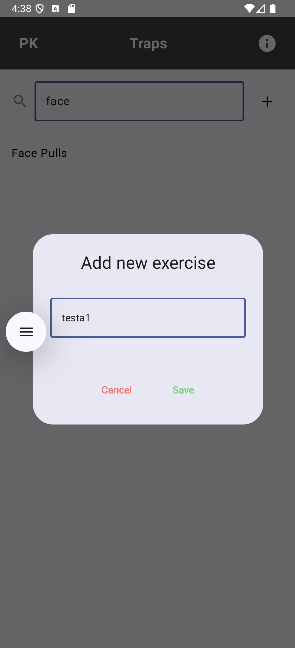 4:38
PK
Traps
face
Face Pulls
Add new exercise
testa1
Cancel
Save